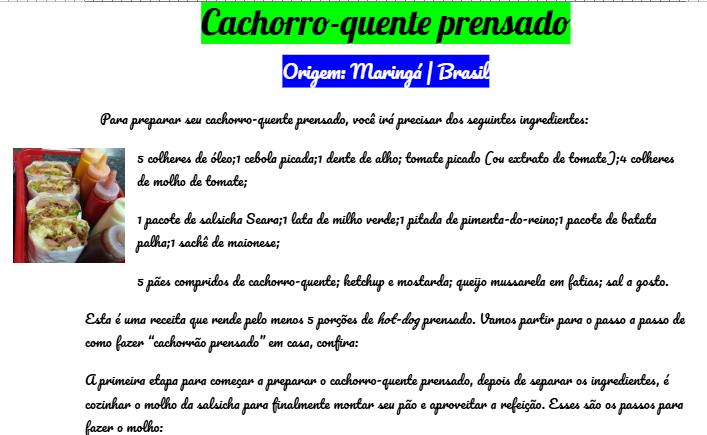 Cachorro-quente prensado
Origem: Maringá | Brasil
Para preparar seu cachorro-quente prensado, você irá precisar dos seguintes ingredientes:
5 colheres de óleo;1 cebola picada;1 dente de alho; tomate picado (ou extrato de tomate);4 colheres
de molho de tomate;
1 pacote de salsicha Seara;1 lata de milho verde;1 pitada de pimenta-do-reino;1 pacote de batata
palha;1 sachê de maionese;
5 pães compridos de cachorro-quente; ketchup e mostarda; queijo mussarela em fatias; sal a gosto.
Esta é uma receita que rende pelo menos 5 porções de hot-dog prensado. Vamos partir para o passo a passo de
como fazer “cachorrão prensado” em casa, confira:
A primeira etapa para começar a preparar o cachorro-quente prensado, depois de separar os ingredientes, é
cozinhar o molho da salsicha para finalmente montar seu pão e aproveitar a refeição. Esses são os passos para
fazer o molho: